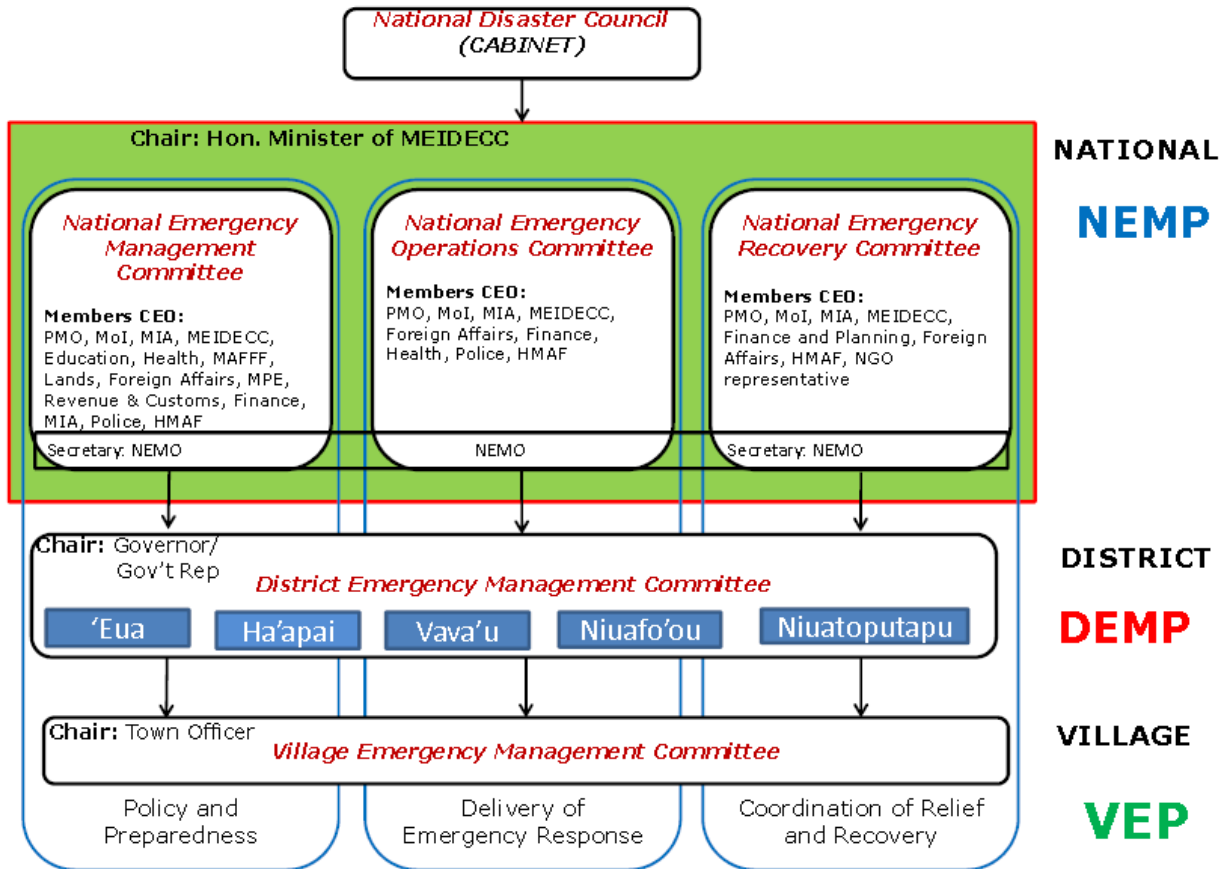 National Disaster Council
(CABINET)
Chair: Hon. Minister of MEIDECC
NATIONAL
NEMP
National Emergency
Management
Committee
Members CEO:
PMO, MoI, MIA, MEIDECC,
Education, Health, MAFFF,
Lands, Foreign Affairs, MPE,
Revenue & Customs, Finance,
MIA, Police, HMAF
Secretary: NEMO
National Emergency
Operations Committee
Members CEO:
PMO, MoI, MIA, MEIDECC,
Foreign Affairs, Finance,
Health, Police, HMAF
NEMO
National Emergency
Recovery Committee
Members CEO:
PMO, MoI, MIA, MEIDECC,
Finance and Planning, Foreign
Affairs, HMAF, NGO
representative
Secretary: NEMO
Chair: Governor/
Gov't Rep
District Emergency Management Committee
'Eua
Ha'apai
Vava'u
Niuafo'ou
Niuatoputapu
DISTRICT
DEMP
Chair: Town Officer
Village Emergency Management Committee
VILLAGE
VEP
Policy and
Preparedness
Delivery of
Emergency Response
Coordination of Relief
and Recovery